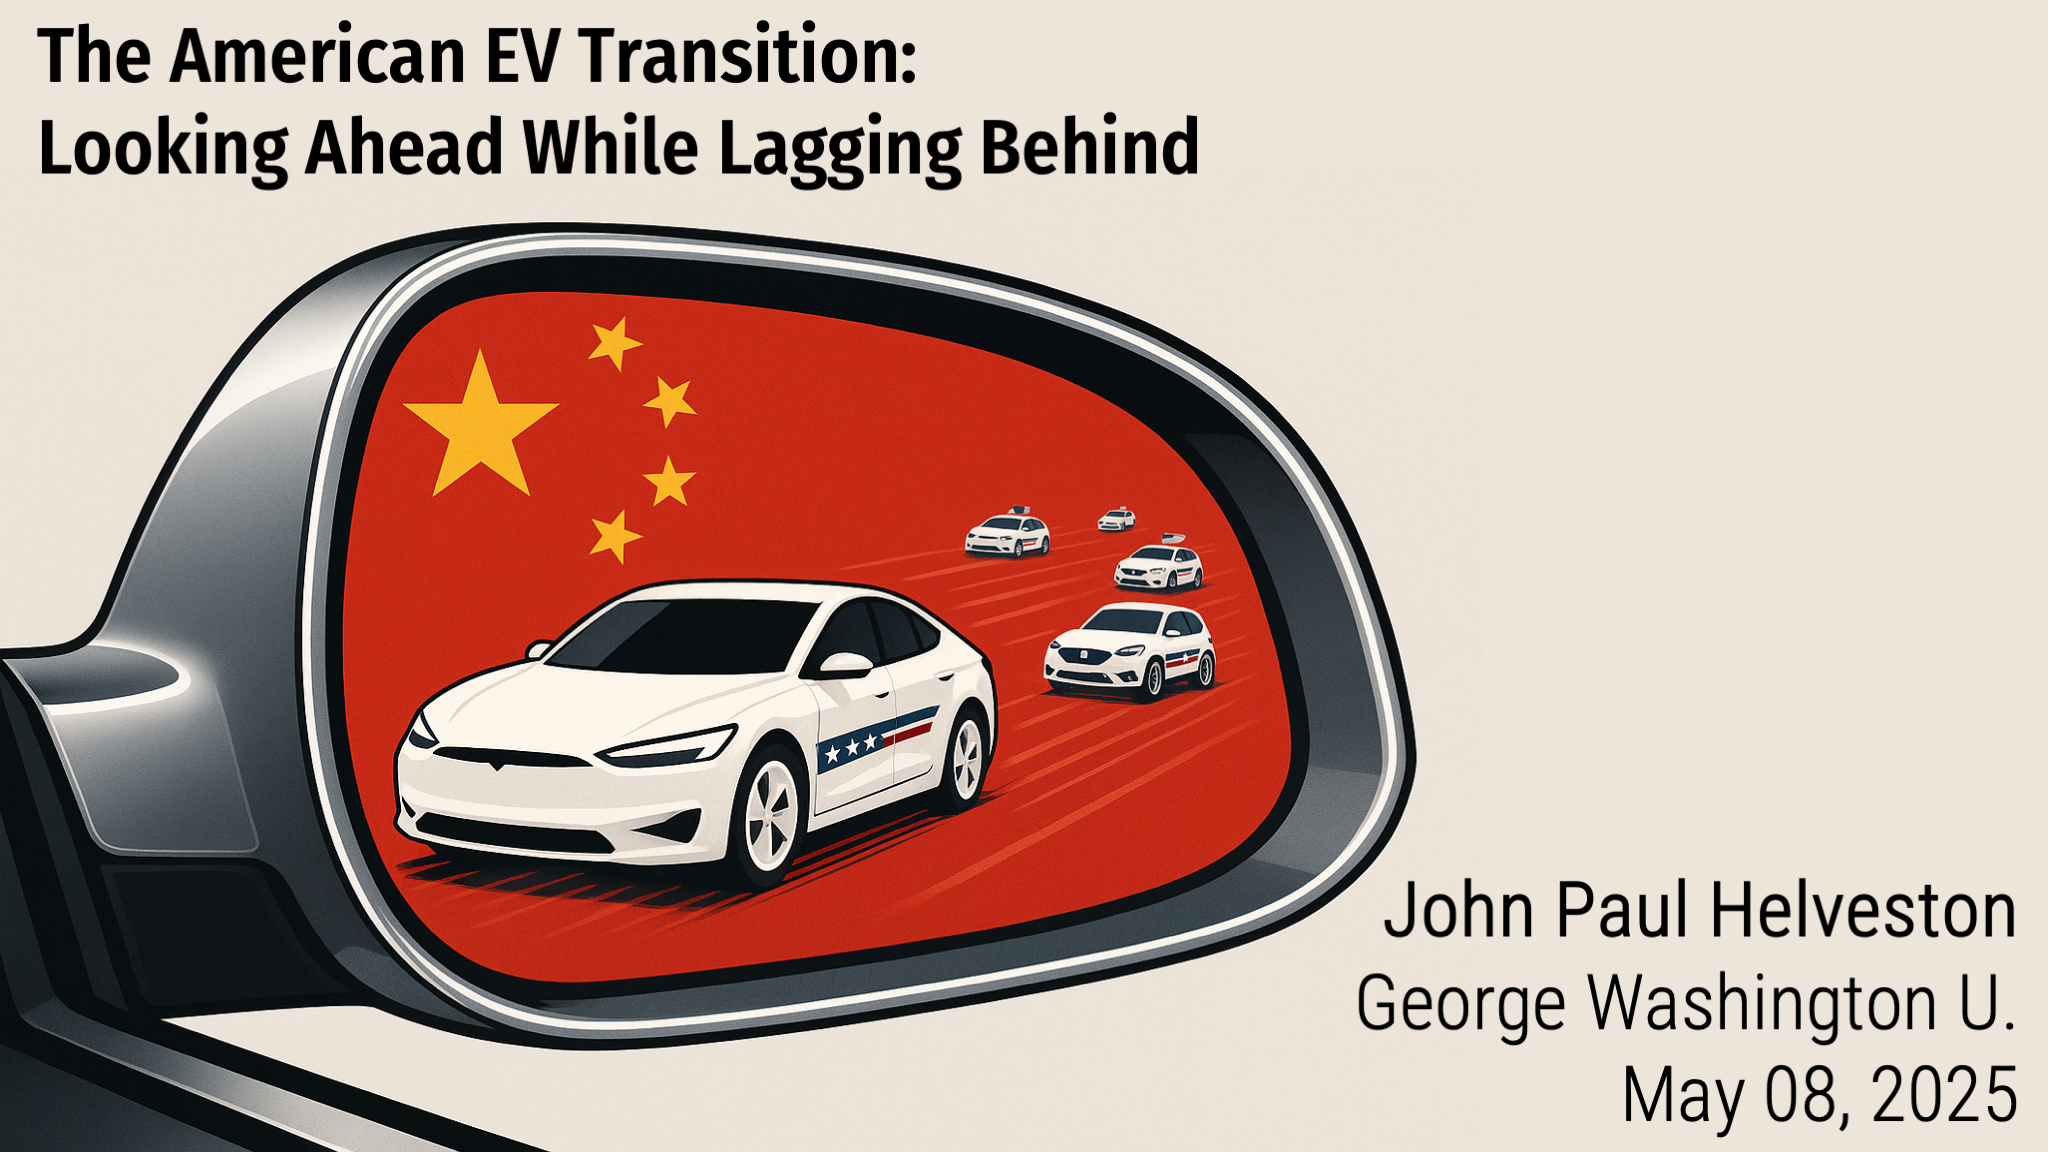 The American EV Transition:
Looking Ahead While Lagging Behind
John Paul Helveston
George Washington U.
May 08, 2025